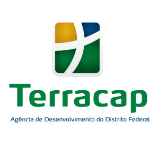 Terracap
Agência de Desenvolvimento do Distrito Federal